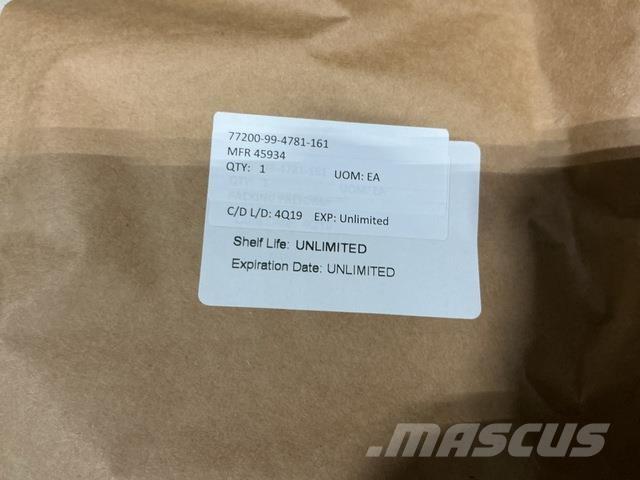 77200-99-4781-161
MFR 45934
QTY: 1 UOM: EA
C/D L/D: 4Q19 EXP: Unlimited
Shelf Life: UNLIMITED
Expiration Date: UNLIMITED
MASCUS